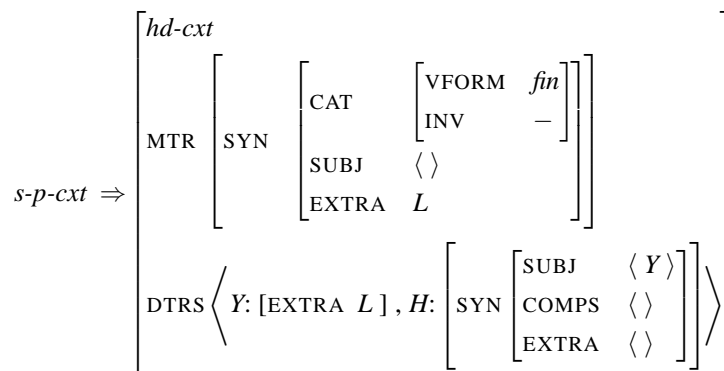 hd-cxt
CAT [VFORM fin]
[INV −]
MTR [SYN
SUBJ ⟨ ⟩
EXTRA L
s-p-cxt ⇒
SUBJ ⟨ Y ⟩
DTRS ⟨ Y: [EXTRA L ] , H: [SYN [COMPS ⟨ ⟩]] ⟩
EXTRA ⟨ ⟩